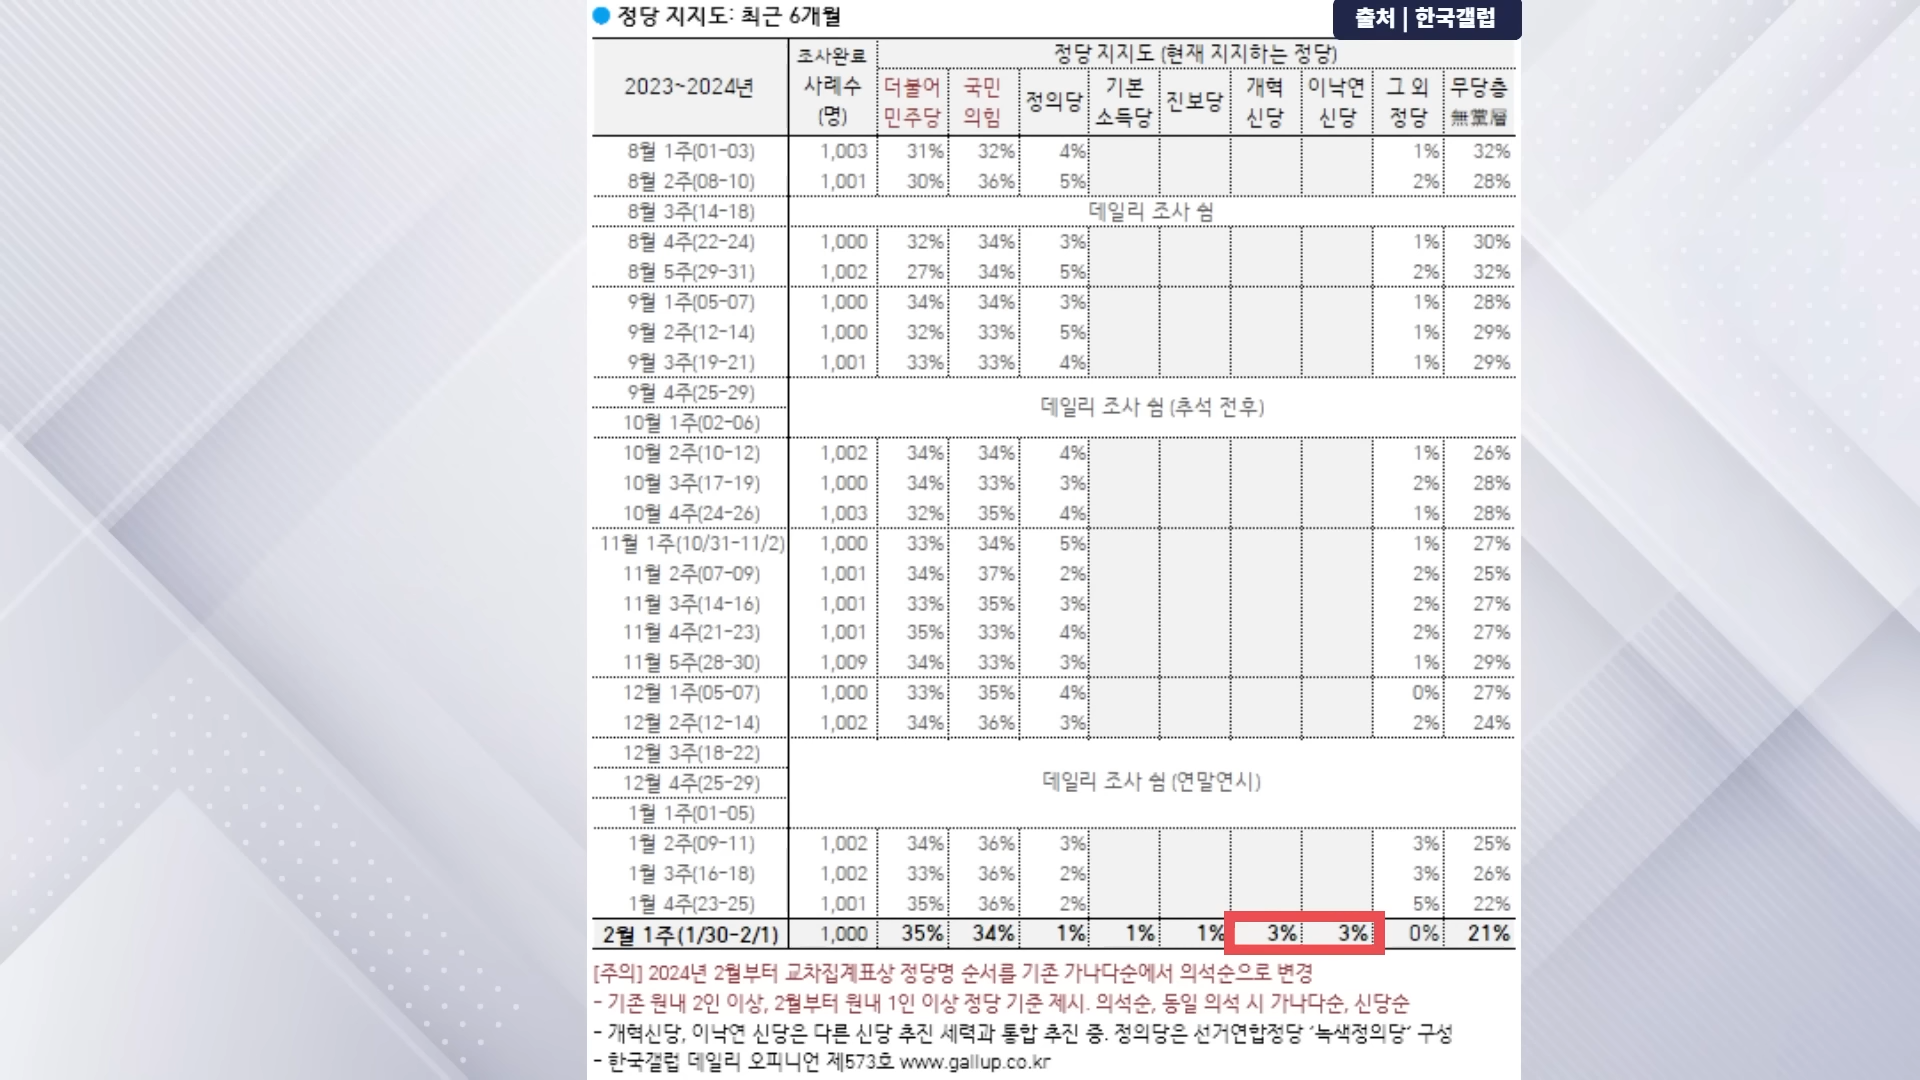 ● 정당 지지도: 최근 6개월
출처 | 한국갤럽
2023~2024년 조사완료 사례수 (명) 정당 지지도 (현재 지지하는 정당)
더불어 민주당 국민 의힘 정의당 기본 소득당 진보당 개혁 신당 이낙연 신당 그 외 정당 무당층 無黨層
8월 1주(01-03) 1,003 31% 32% 4% 1% 32%
8월 2주(08-10) 1,001 30% 36% 5% 2% 28%
8월 3주(14-18) 데일리 조사 쉼
8월 4주(22-24) 1,000 32% 34% 3% 1% 30%
8월 5주(29-31) 1,002 27% 34% 5% 2% 32%
9월 1주(05-07) 1,000 34% 34% 3% 1% 28%
9월 2주(12-14) 1,000 32% 33% 5% 1% 29%
9월 3주(19-21) 1,001 33% 33% 4% 1% 29%
9월 4주(25-29)
데일리 조사 쉼 (추석 전후)
10월 1주(02-06)
10월 2주(10-12) 1,002 34% 34% 4% 1% 26%
10월 3주(17-19) 1,000 34% 33% 3% 2% 28%
10월 4주(24-26) 1,003 32% 35% 4% 1% 28%
11월 1주(10/31-11/2) 1,000 33% 34% 5% 1% 27%
11월 2주(07-09) 1,001 34% 37% 2% 2% 25%
11월 3주(14-16) 1,001 33% 35% 3% 2% 27%
11월 4주(21-23) 1,001 35% 33% 4% 2% 27%
11월 5주(28-30) 1,009 34% 33% 3% 1% 29%
12월 1주(05-07) 1,000 33% 35% 4% 0% 27%
12월 2주(12-14) 1,002 34% 36% 3% 2% 24%
12월 3주(18-22)
12월 4주(25-29) 데일리 조사 쉼 (연말연시)
1월 1주(01-05)
1월 2주(09-11) 1,002 34% 36% 3% 3% 25%
1월 3주(16-18) 1,002 33% 36% 2% 3% 26%
1월 4주(23-25) 1,001 35% 36% 2% 5% 22%
2월 1주(1/30-2/1) 1,000 35% 34% 1% 1% 1% 3% 3% 0% 21%
[주의] 2024년 2월부터 교차집계표상 정당명 순서를 기존 가나다순에서 의석순으로 변경
- 기존 원내 2인 이상, 2월부터 원내 1인 이상 정당 기준 제시. 의석순, 동일 의석 시 가나다순, 신당순
- 개혁신당, 이낙연 신당은 다른 신당 추진 세력과 통합 추진 중. 정의당은 선거연합정당 '녹색정의당' 구성
- 한국갤럽 데일리 오피니언 제573호 www.gallup.co.kr